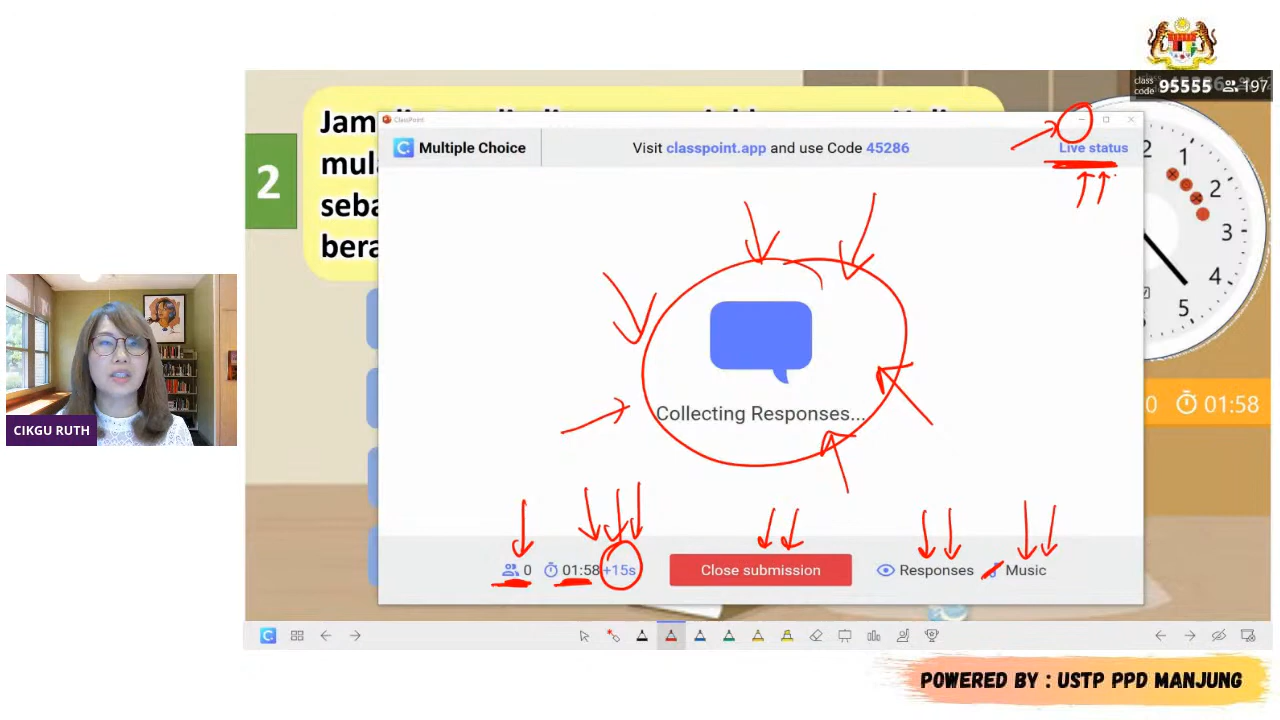 class
code 95555 197
ClassPoint
Multiple Choice
Visit classpoint.app and use Code 45286
Live status
2
Jam
mula
seba
bera
1
2
2
3
4
5
Collecting Responses...
CIKGU RUTH
0 01:58
0 01:58 +15s
Close submission
Responses
Music
POWERED BY : USTP PPD MANJUNG